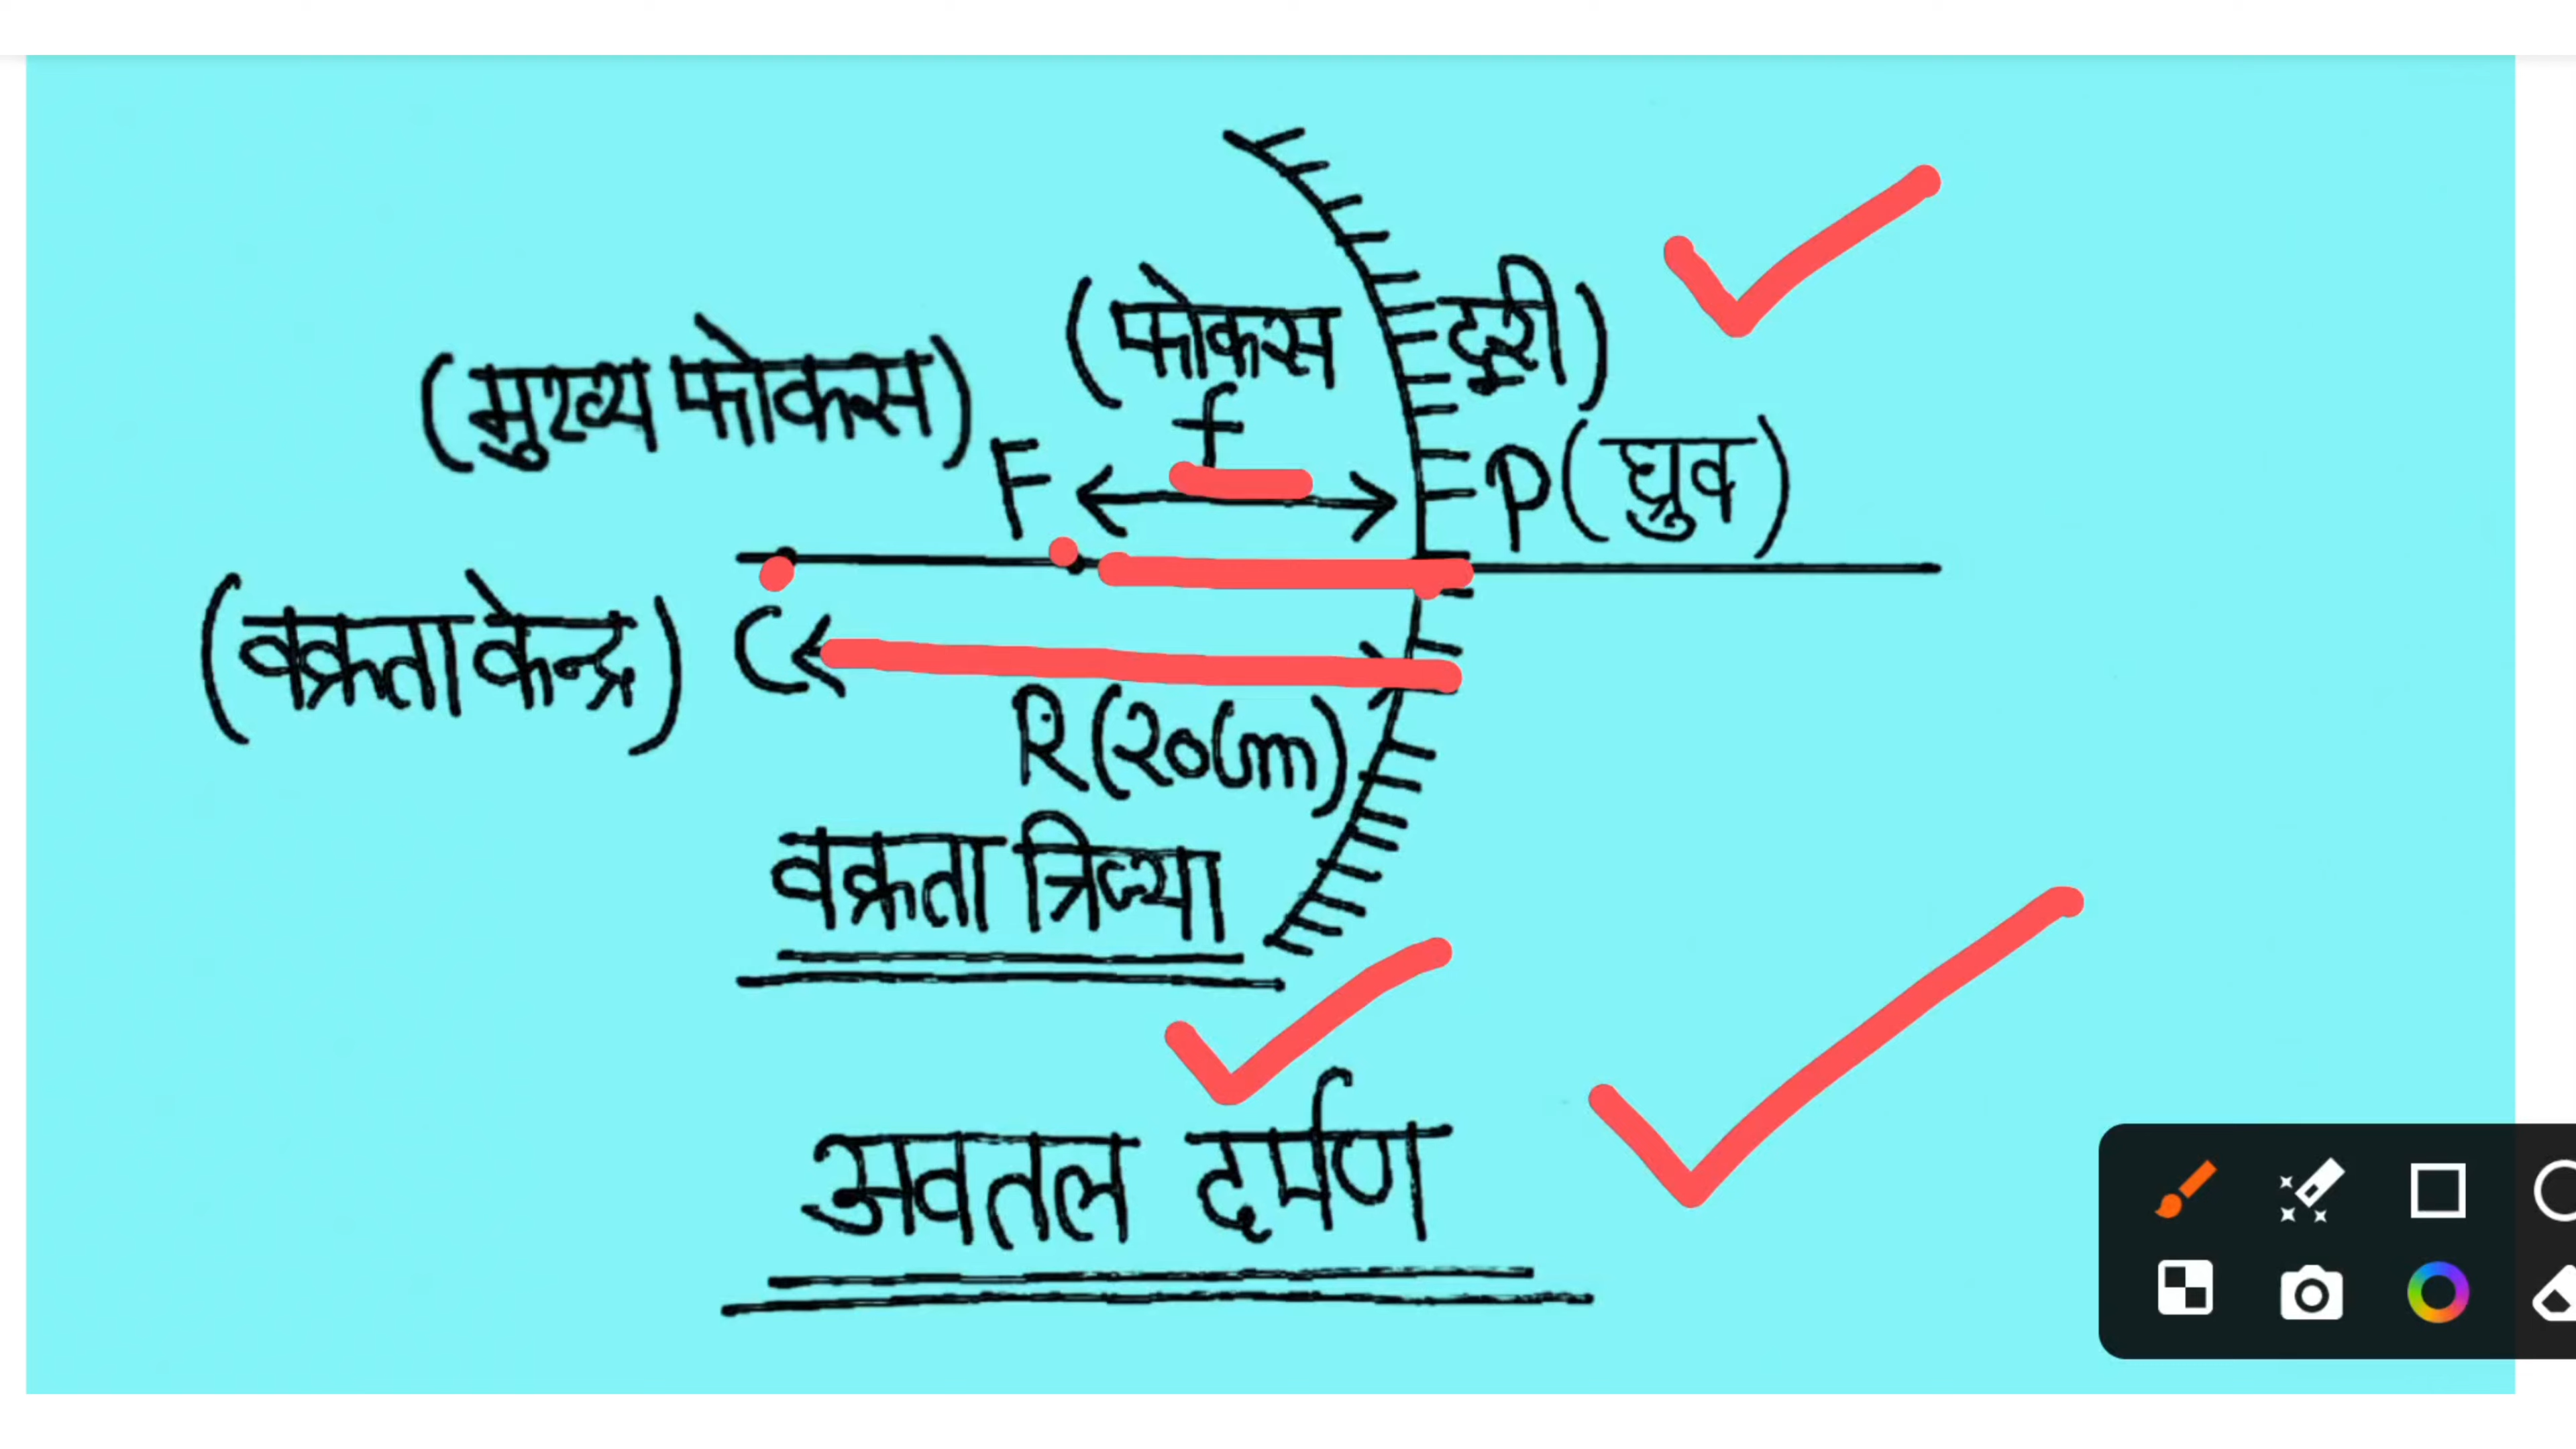 (फोकस दूरी)
(मुख्य फोकस) F f P (ध्रुव)
(वक्रता केन्द्र) C
R (20cm)
वक्रता त्रिज्या
अवतल दर्पण